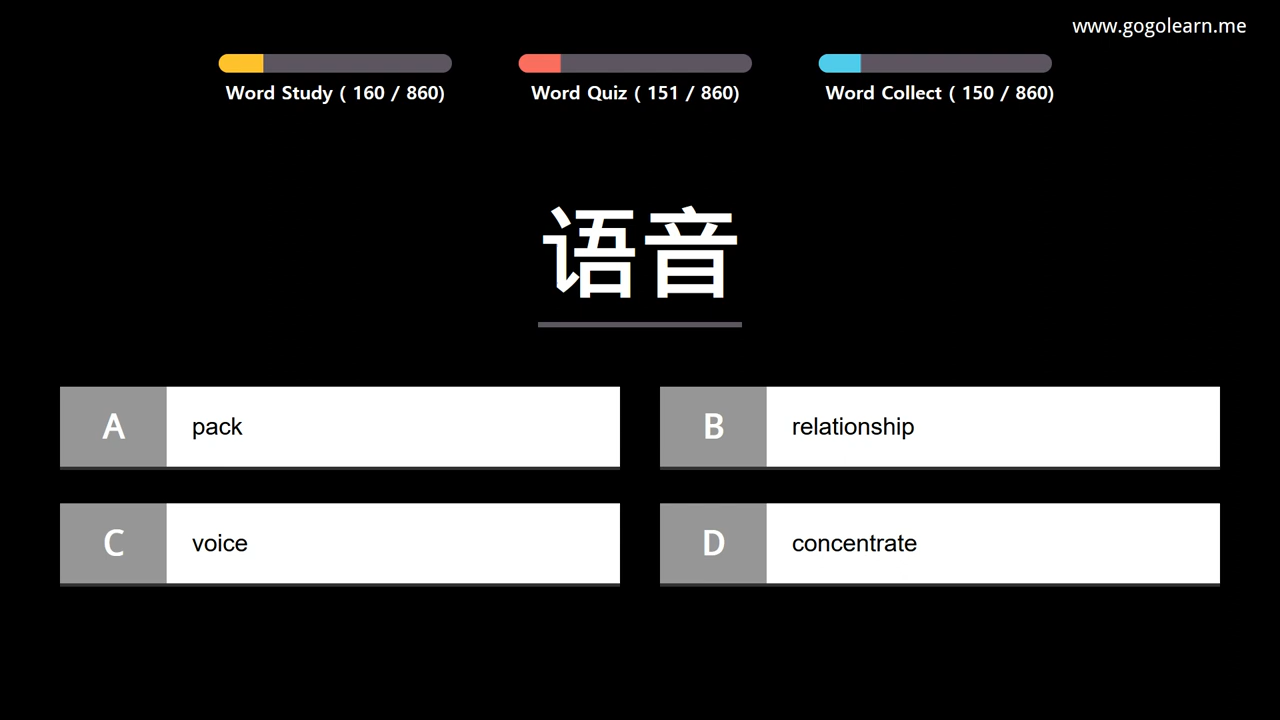 www.gogolearn.me
Word Study ( 160 / 860)
Word Quiz ( 151 / 860)
Word Collect ( 150 / 860)
语音
A pack
B relationship
C voice
D concentrate